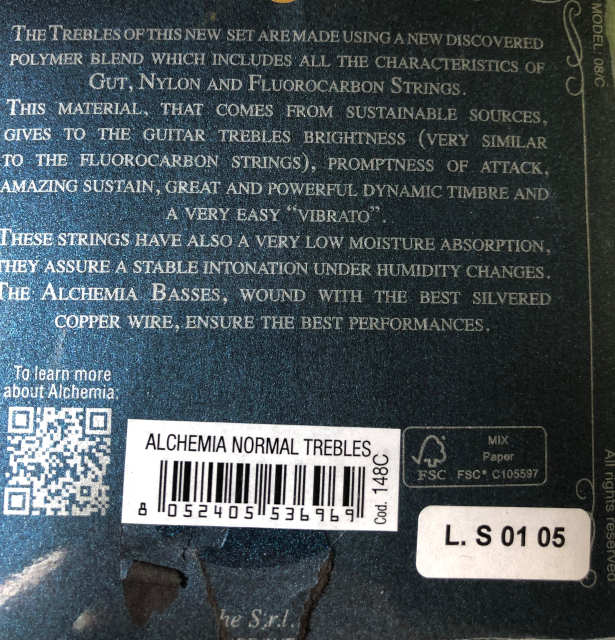 THE TREBLES OF THIS NEW SET ARE MADE USING A NEW DISCOVERED
POLYMER BLEND WHICH INCLUDES ALL THE CHARACTERISTICS OF
GUT, NYLON AND FLUOROCARBON STRINGS.
THIS MATERIAL, THAT COMES FROM SUSTAINABLE SOURCES,
GIVES TO THE GUITAR TREBLES BRIGHTNESS (VERY SIMILAR
TO THE FLUOROCARBON STRINGS), PROMPTNESS OF ATTACK,
AMAZING SUSTAIN, GREAT AND POWERFUL DYNAMIC TIMBRE AND
A VERY EASY “VIBRATO”.
THESE STRINGS HAVE ALSO A VERY LOW MOISTURE ABSORPTION,
THEY ASSURE A STABLE INTONATION UNDER HUMIDITY CHANGES.
THE ALCHEMIA BASSES, WOUND WITH THE BEST SILVERED
COPPER WIRE, ENSURE THE BEST PERFORMANCES.
MODEL: 08/C
To learn more
about Alchemia:
ALCHEMIA NORMAL TREBLES
8 052405 536969
Cod. 148C
FSC
MIX
Paper
FSC® C105597
L. S 01 05
All rights reserved
he S.r.l.